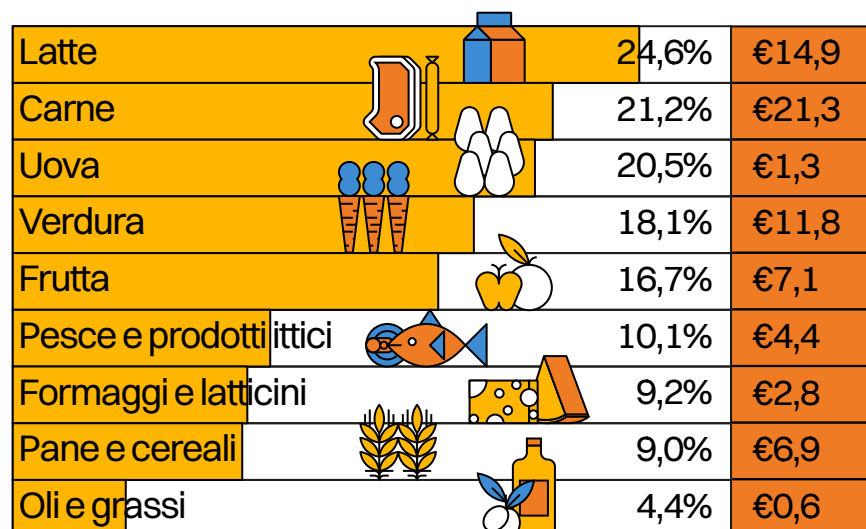 Latte 24,6% €14,9
Carne 21,2% €21,3
Uova 20,5% €1,3
Verdura 18,1% €11,8
Frutta 16,7% €7,1
Pesce e prodotti ittici 10,1% €4,4
Formaggi e latticini 9,2% €2,8
Pane e cereali 9,0% €6,9
Oli e grassi 4,4% €0,6